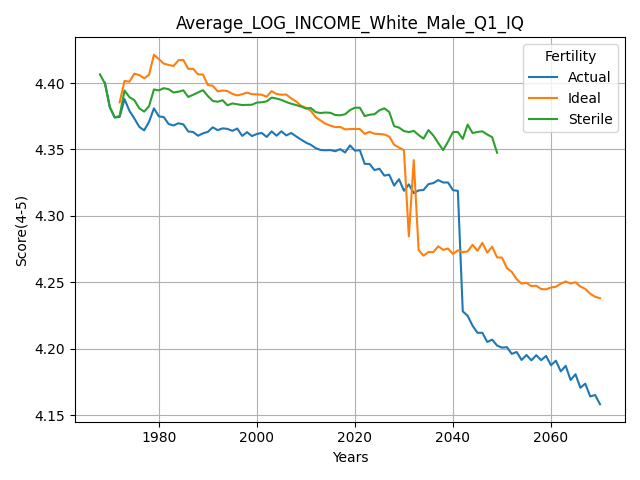 Average_LOG_INCOME_White_Male_Q1_IQ
Fertility
Actual
Ideal
Sterile
Score(4-5)
4.40
4.35
4.30
4.25
4.20
4.15
1980
2000
2020
2040
2060
Years